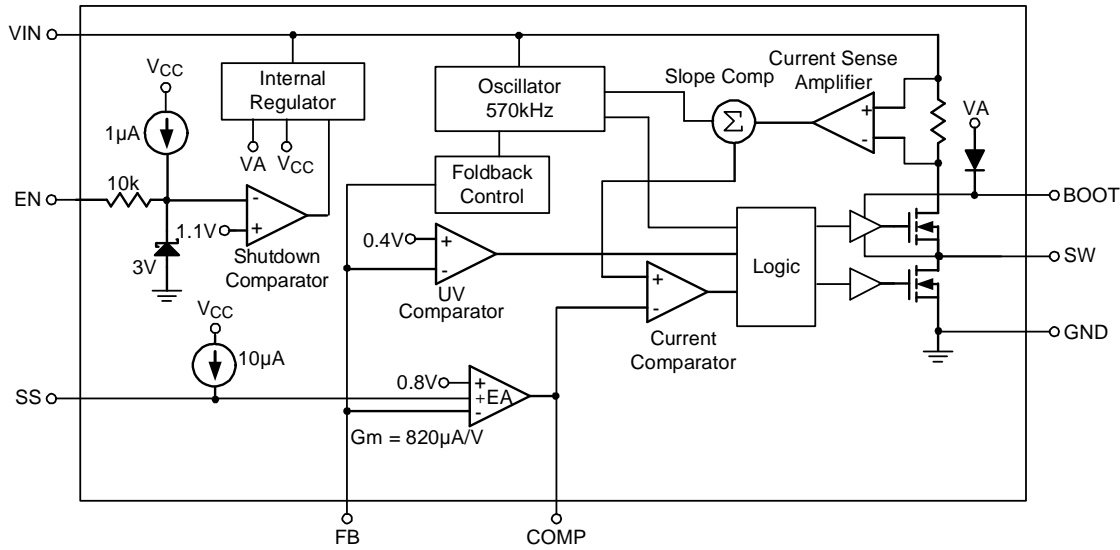 VIN
VCC
1µA
Internal
Regulator
VA
VCC
Oscillator
570kHz
Foldback
Control
Slope Comp
Σ
Current Sense
Amplifier
+
-
VA
EN
10k
3V
1.1V
-
+
Shutdown
Comparator
0.4V
+
-
UV
Comparator
Logic
BOOT
SW
GND
+
-
Current
Comparator
VCC
10µA
SS
0.8V
+
+EA
-
Gm = 820µA/V
FB
COMP